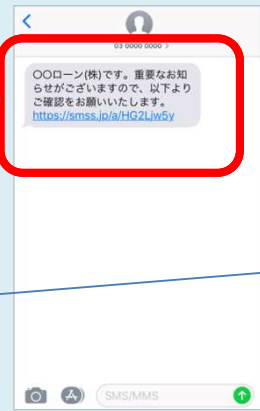 03 0000 0000 >
〇〇ローン(株)です。重要なお知
らせがございますので、以下より
ご確認をお願いいたします。
https://smss.jp/a/HG2Ljw5y
SMS/MMS